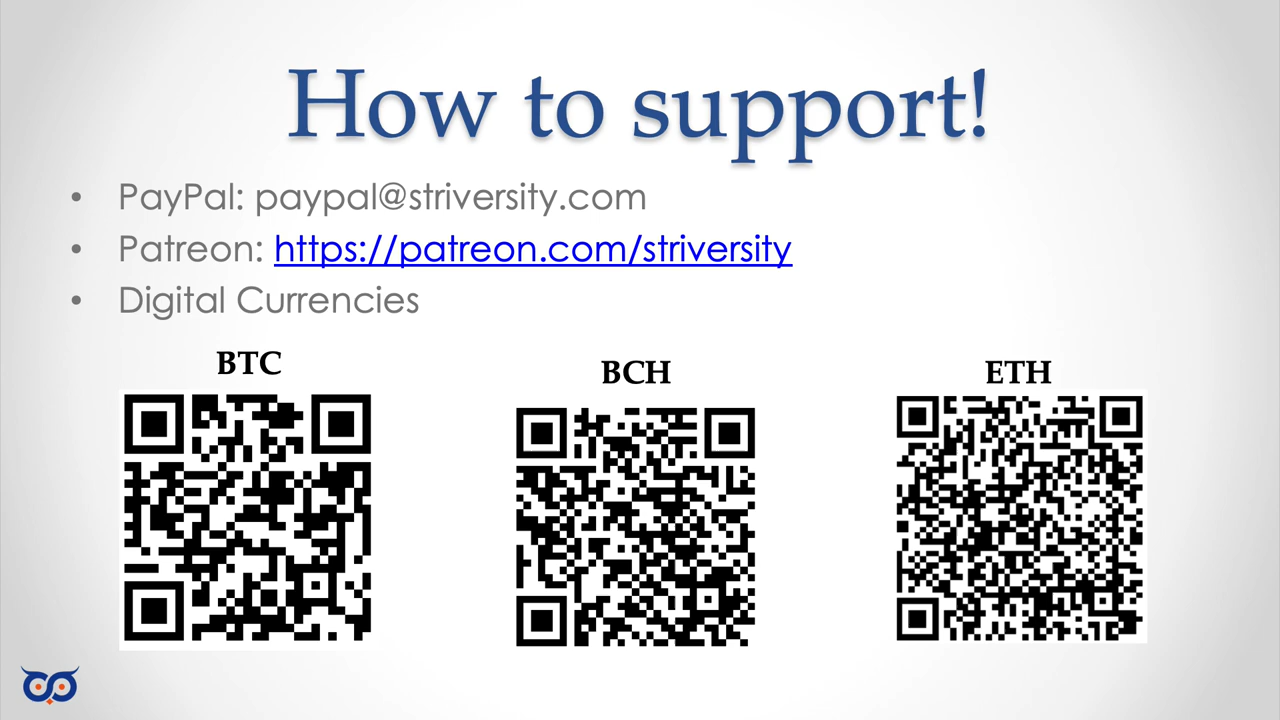 How to support!
• PayPal: paypal@striversity.com
• Patreon: https://patreon.com/striversity
• Digital Currencies
BTC
BCH
ETH